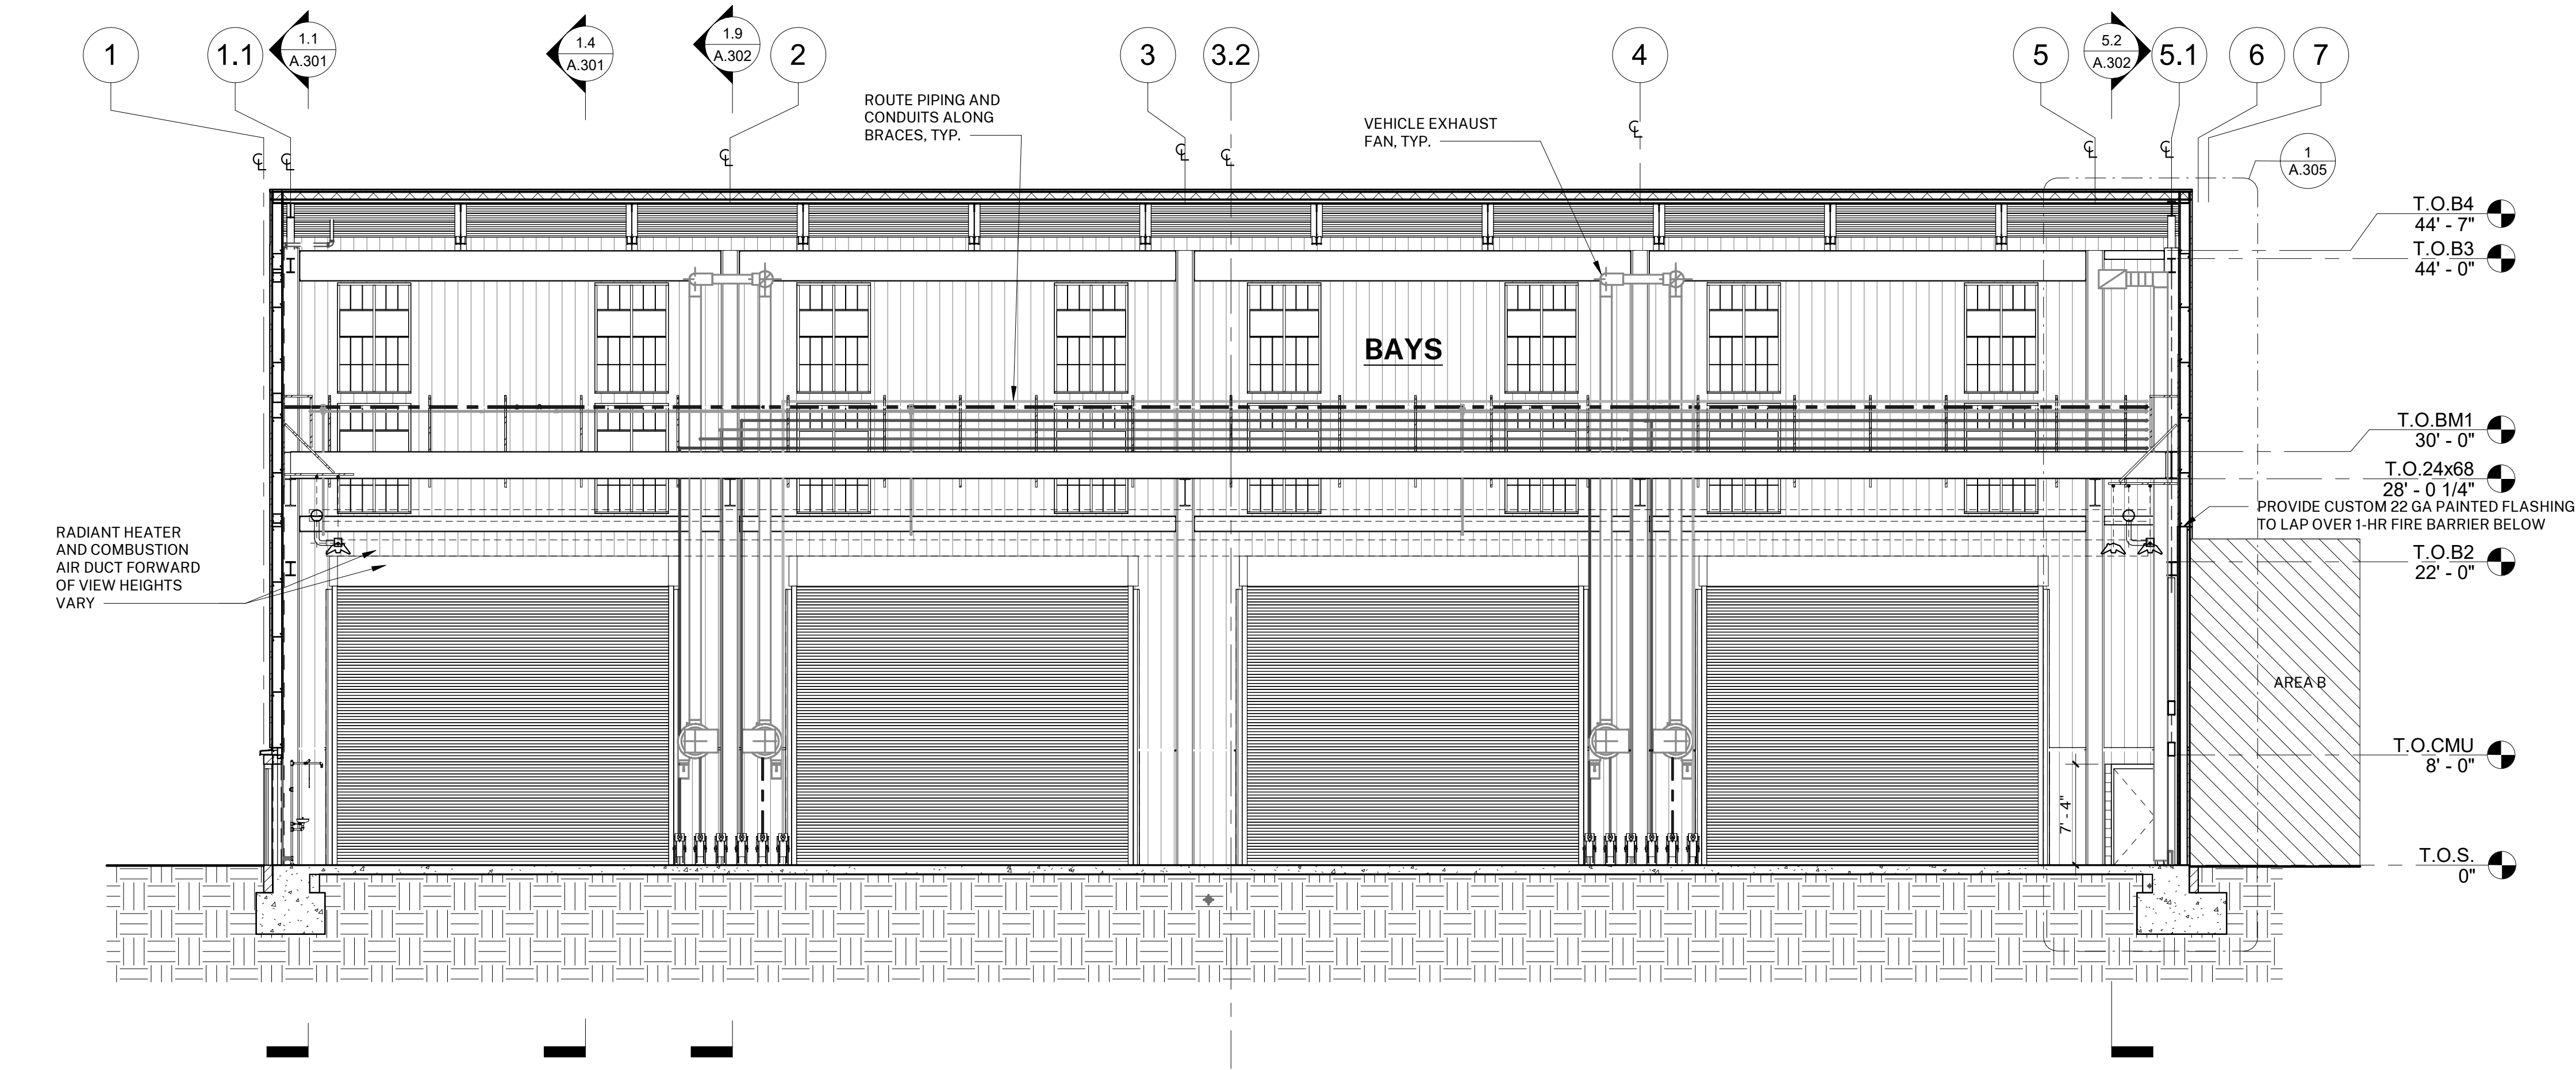 1
1.1
1.1
A.301
1.4
A.301
1.9
A.302
2
3
3.2
4
5
5.2
A.302
5.1
6
7
ROUTE PIPING AND
CONDUITS ALONG
BRACES, TYP.
VEHICLE EXHAUST
FAN, TYP.
1
A.305
T.O.B4
44' - 7"
T.O.B3
44' - 0"
BAYS
T.O.BM1
30' - 0"
T.O.24x68
28' - 0 1/4"
PROVIDE CUSTOM 22 GA PAINTED FLASHING
TO LAP OVER 1-HR FIRE BARRIER BELOW
RADIANT HEATER
AND COMBUSTION
AIR DUCT FORWARD
OF VIEW HEIGHTS
VARY
T.O.B2
22' - 0"
AREA B
T.O.CMU
8' - 0"
7' - 4"
T.O.S.
0"